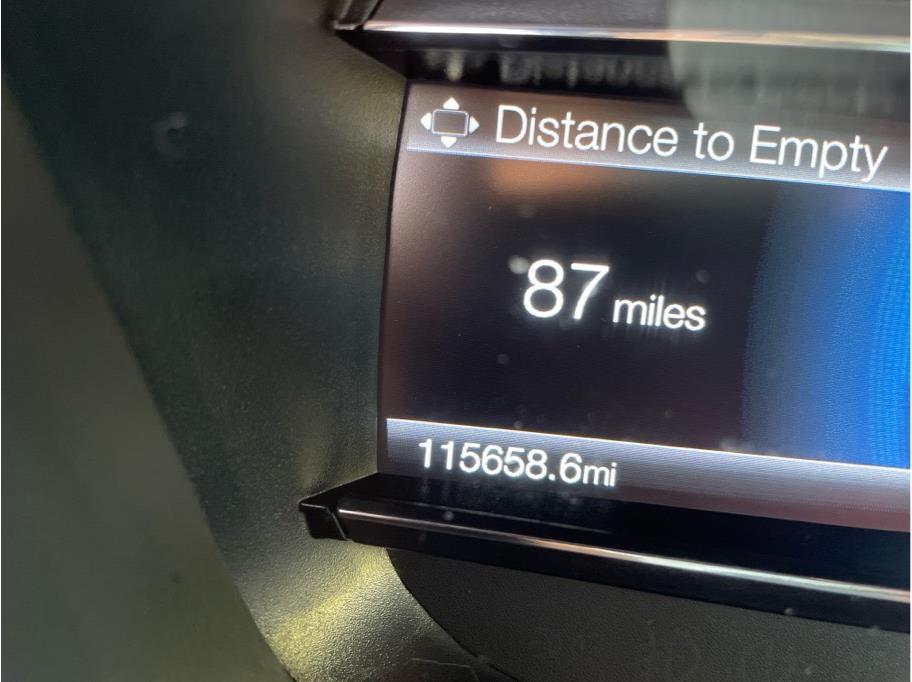 Distance to Empty
87 miles
115658.6mi